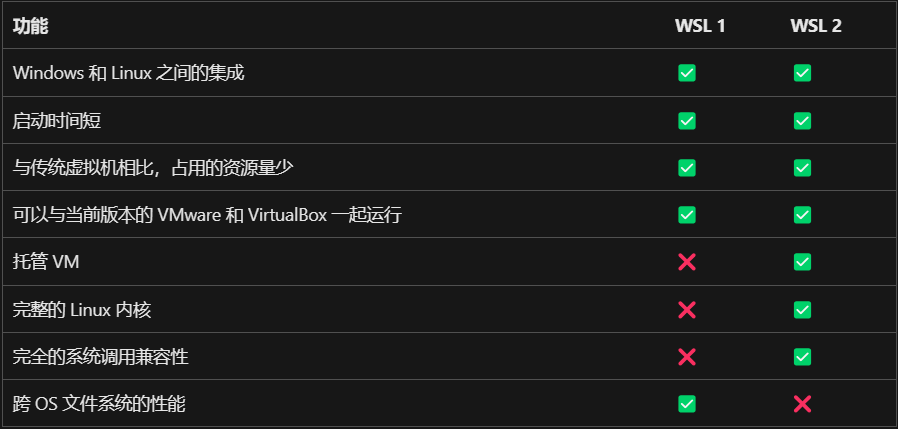 功能 WSL 1 WSL 2
Windows 和 Linux 之间的集成 ✅ ✅
启动时间短 ✅ ✅
与传统虚拟机相比，占用的资源量少 ✅ ✅
可以与当前版本的 VMware 和 VirtualBox 一起运行 ✅ ✅
托管 VM ❌ ✅
完整的 Linux 内核 ❌ ✅
完全的系统调用兼容性 ❌ ✅
跨 OS 文件系统的性能 ✅ ❌